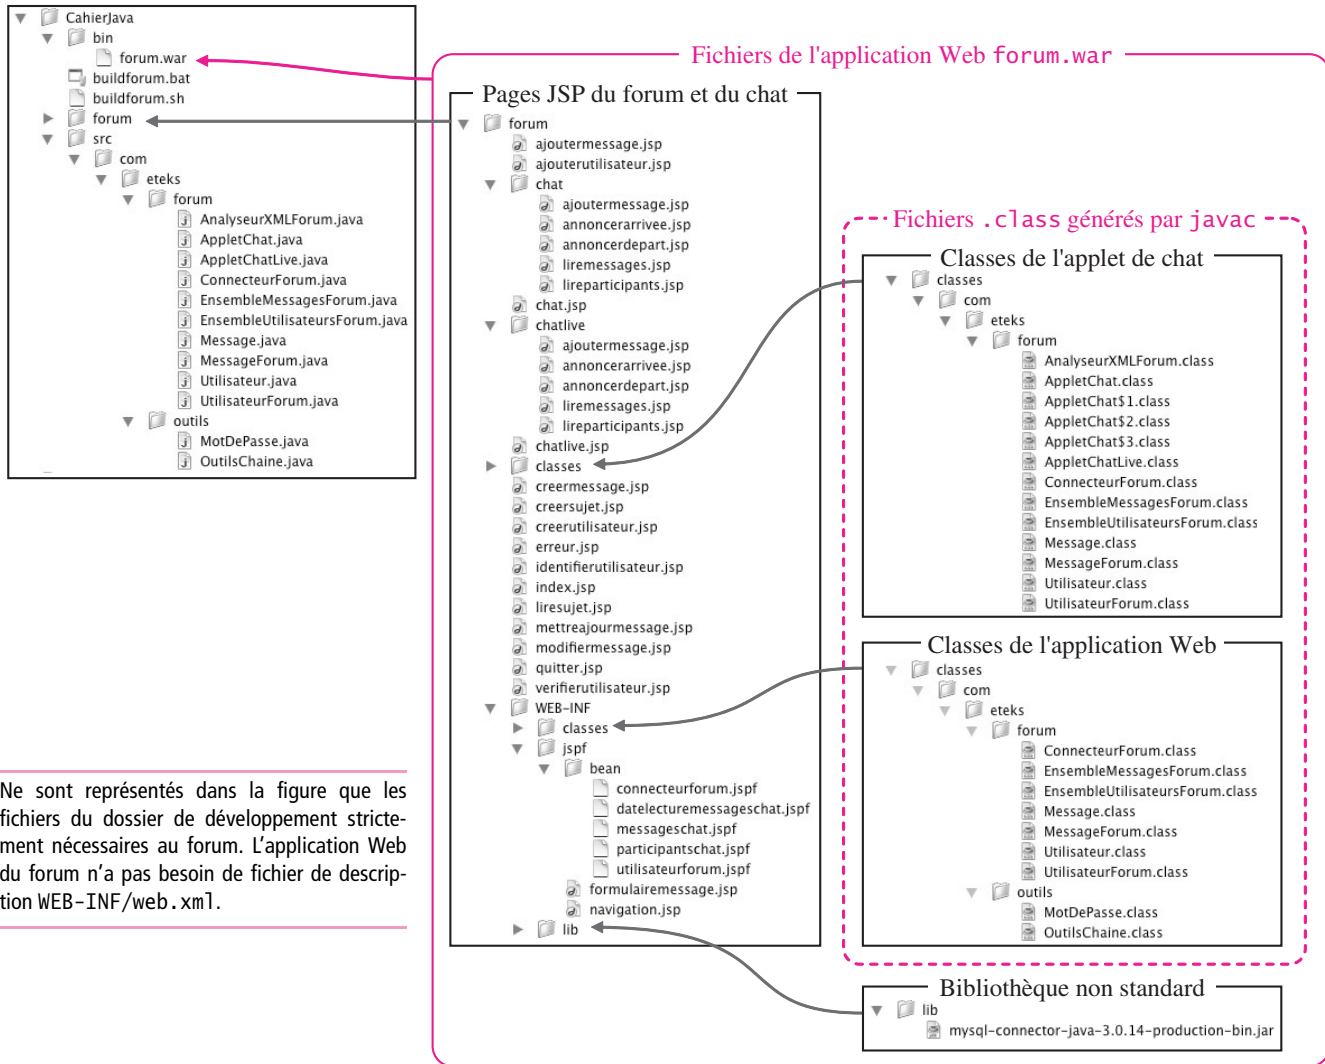 CahierJava
bin
forum.war
buildforum.bat
buildforum.sh
forum
src
com
eteks
forum
AnalyseurXMLForum.java
AppletChat.java
AppletChatLive.java
ConnecteurForum.java
EnsembleMessagesForum.java
EnsembleUtilisateursForum.java
Message.java
MessageForum.java
Utilisateur.java
UtilisateurForum.java
outils
MotDePasse.java
OutilsChaine.java
Ne sont représentés dans la figure que les
fichiers du dossier de développement stricte-
ment nécessaires au forum. L'application Web
du forum n'a pas besoin de fichier de descrip-
tion WEB-INF/web.xml.
Fichiers de l'application Web forum.war
Pages JSP du forum et du chat
forum
ajoutermessage.jsp
ajouterutilisateur.jsp
chat
ajoutermessage.jsp
annoncerarrivee.jsp
annoncerdepart.jsp
liremessages.jsp
lireparticipants.jsp
chat.jsp
chatlive
ajoutermessage.jsp
annoncerarrivee.jsp
annoncerdepart.jsp
liremessages.jsp
lireparticipants.jsp
chatlive.jsp
classes
creermessage.jsp
creersujet.jsp
creerutilisateur.jsp
erreur.jsp
identifierutilisateur.jsp
index.jsp
liresujet.jsp
mettreajourmessage.jsp
modifiermessage.jsp
quitter.jsp
verifierutilisateur.jsp
WEB-INF
classes
jspf
bean
connecteurforum.jspf
datelecturemessageschat.jspf
messageschat.jspf
participantschat.jspf
utilisateurforum.jspf
formulairemessage.jsp
navigation.jsp
lib
Fichiers .class générés par javac
Classes de l'applet de chat
classes
com
eteks
forum
AnalyseurXMLForum.class
AppletChat.class
AppletChat$1.class
AppletChat$2.class
AppletChat$3.class
AppletChatLive.class
ConnecteurForum.class
EnsembleMessagesForum.class
EnsembleUtilisateursForum.class
Message.class
MessageForum.class
Utilisateur.class
UtilisateurForum.class
Classes de l'application Web
classes
com
eteks
forum
ConnecteurForum.class
EnsembleMessagesForum.class
EnsembleUtilisateursForum.class
Message.class
MessageForum.class
Utilisateur.class
UtilisateurForum.class
outils
MotDePasse.class
OutilsChaine.class
Bibliothèque non standard
lib
mysql-connector-java-3.0.14-production-bin.jar